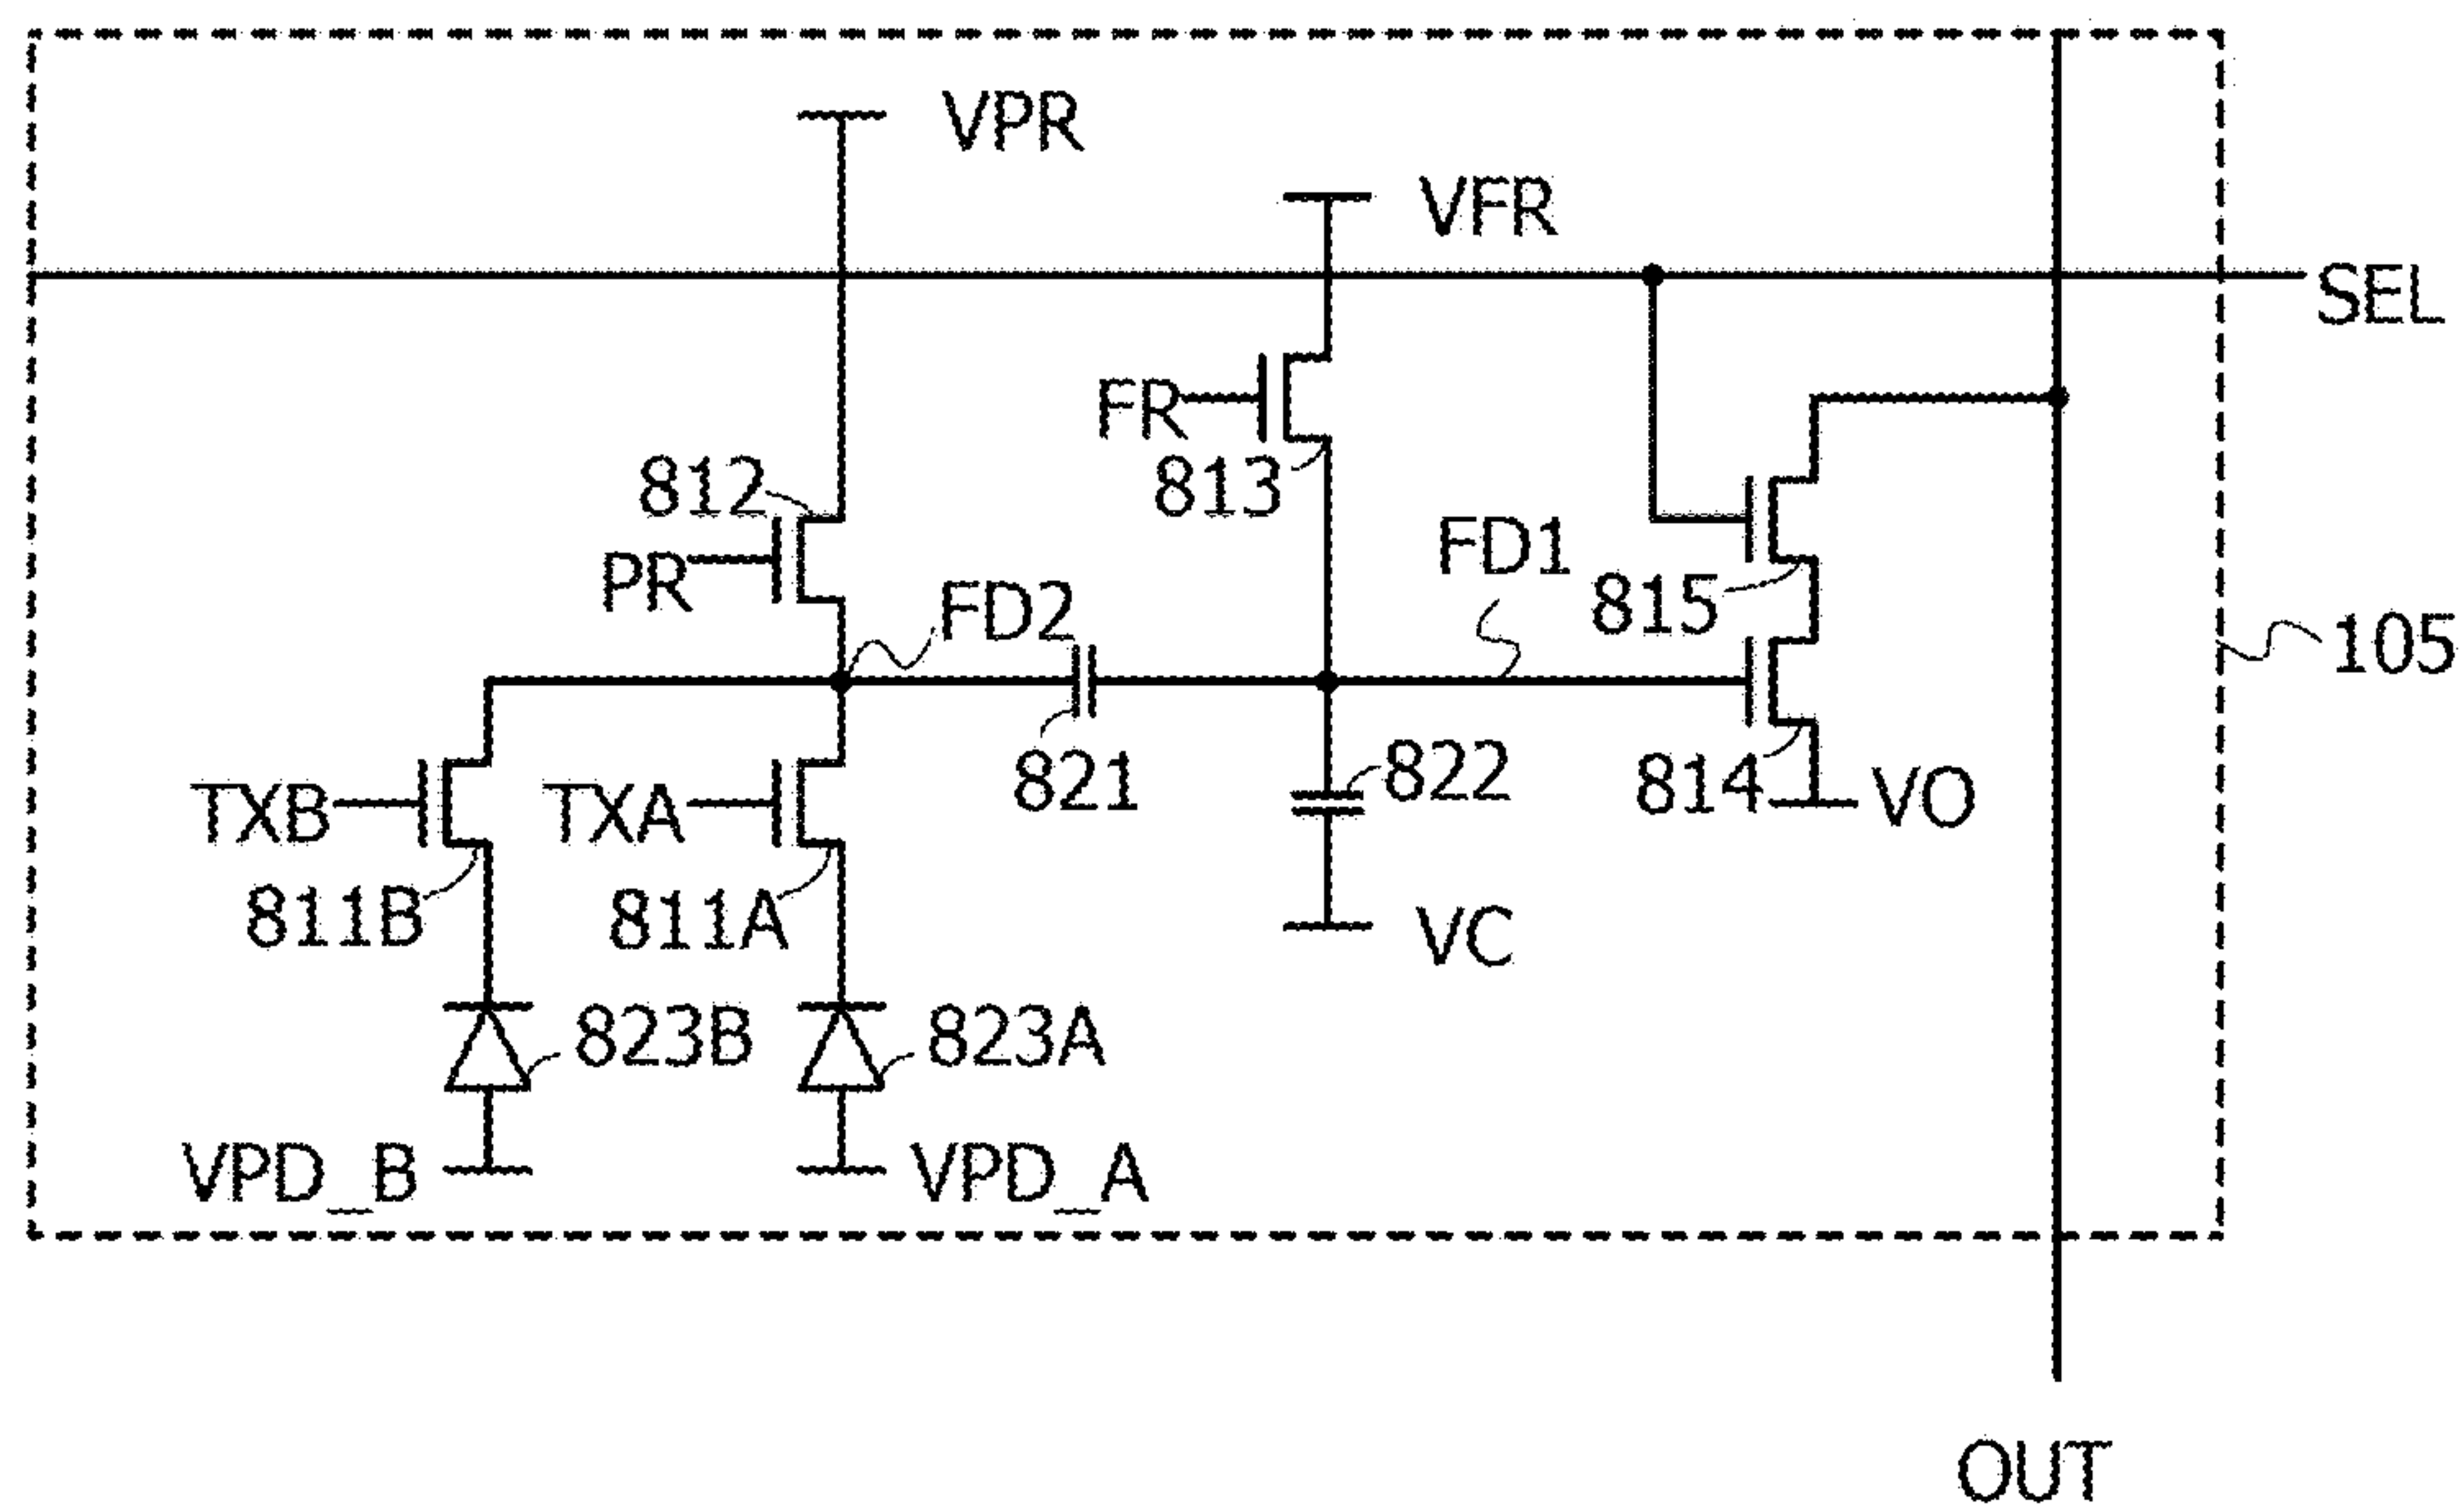 VPR
VFR
SEL
FR
812
813
FD1
PR
FD2
815
105
TXB
TXA
821
822
814
VO
811B
811A
VC
823B
823A
VPD_B
VPD_A
OUT